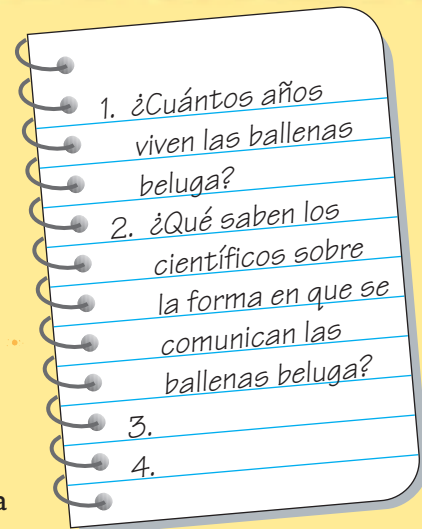 1. ¿Cuántos años
viven las ballenas
beluga?
2. ¿Qué saben los
científicos sobre
la forma en que se
comunican las
ballenas beluga?
3.
4.
a